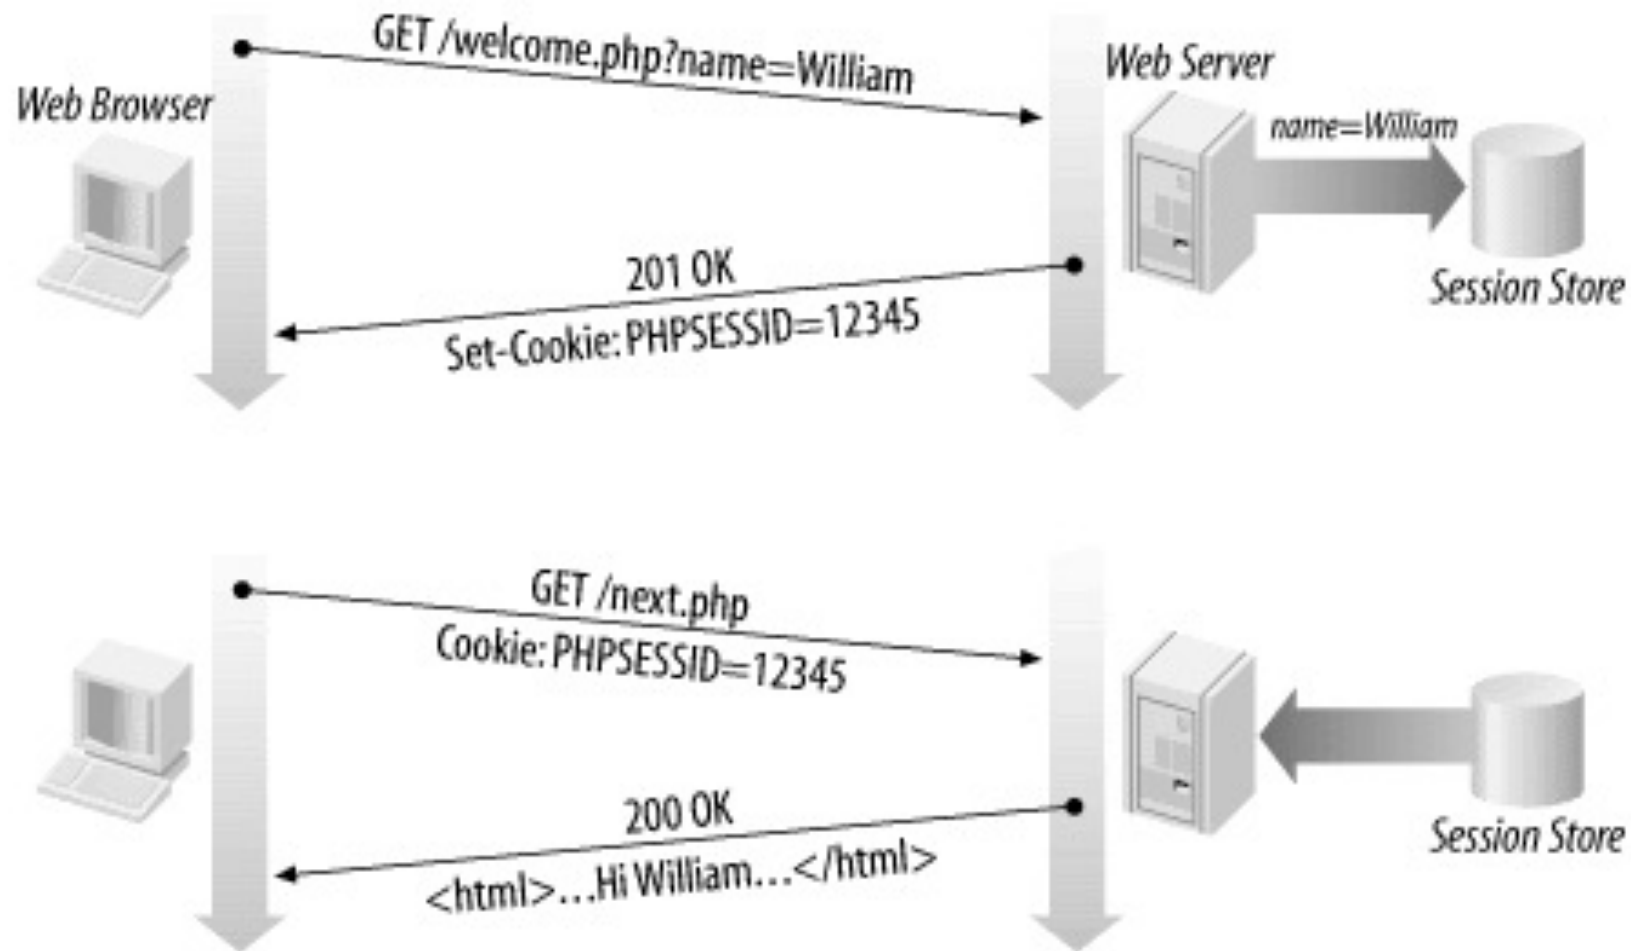 GET /welcome.php?name=William
Web Server
Web Browser
name=William
201 OK
Set-Cookie: PHPSESSID=12345
Session Store
GET /next.php
Cookie: PHPSESSID=12345
200 OK
<html>...Hi William...</html>
Session Store